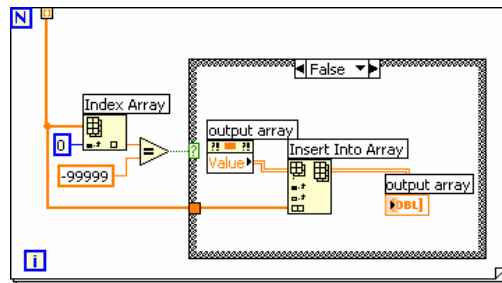 N
False
Index Array
0
-99999
=
?
output array
?! ?!
Value
Insert Into Array
output array
DBL]
i